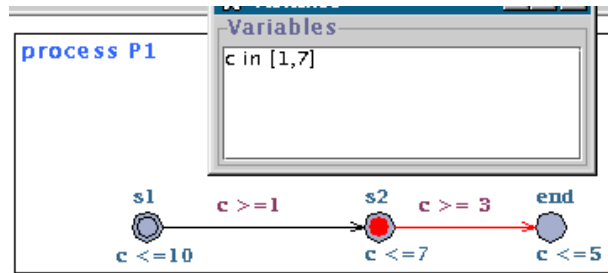 Variables
process P1
c in [1,7]
s1 c >=1 s2 c >= 3 end
c <=10 c <=7 c <=5